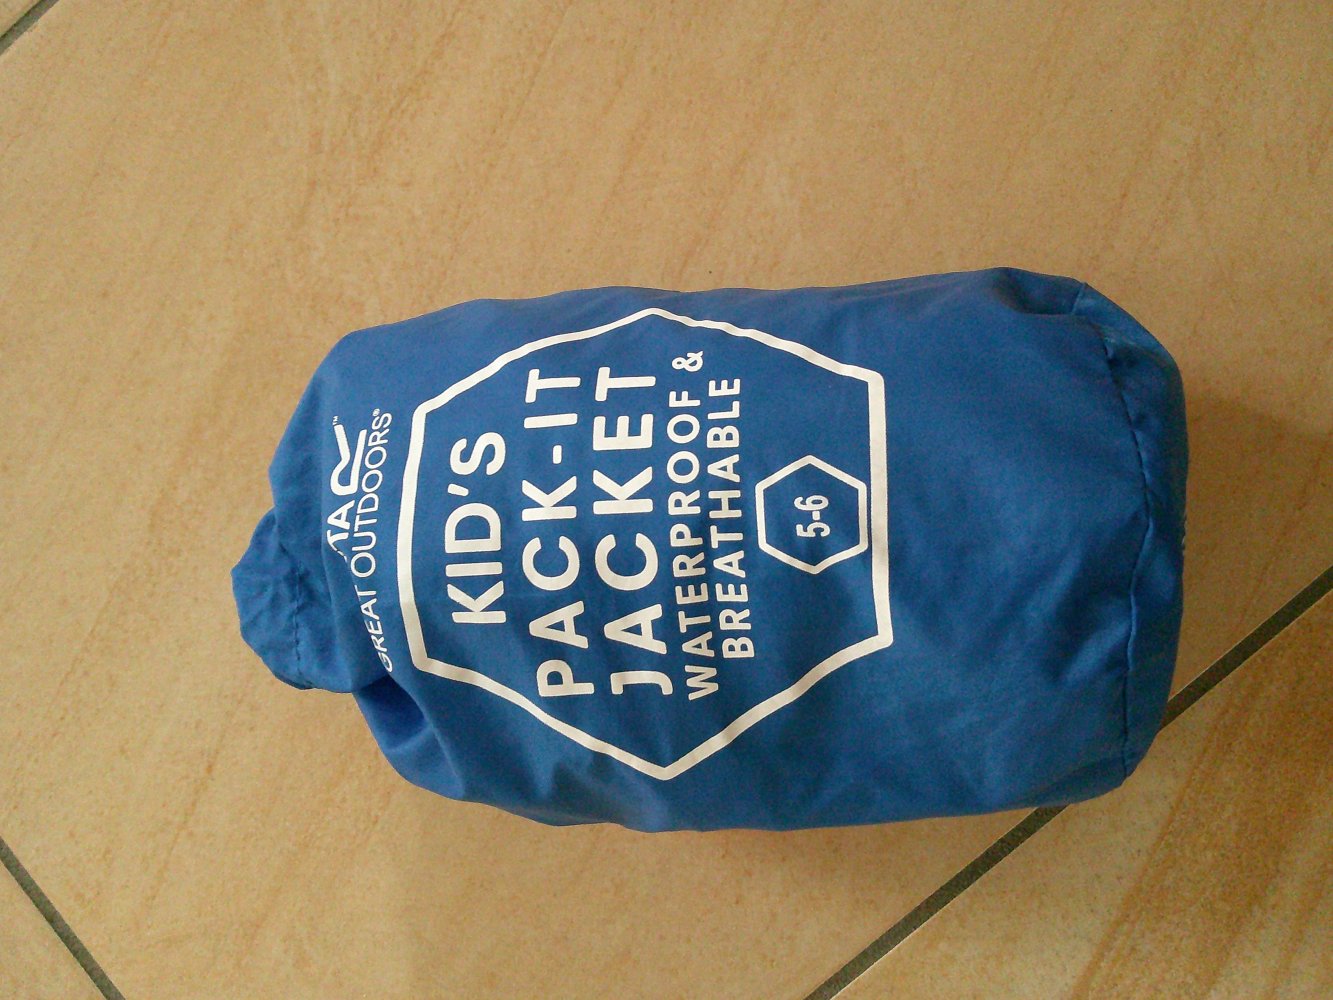 GREAT OUTDOORS®
KID'S
PACK-IT
JACKET
WATERPROOF &
BREATHABLE
5-6